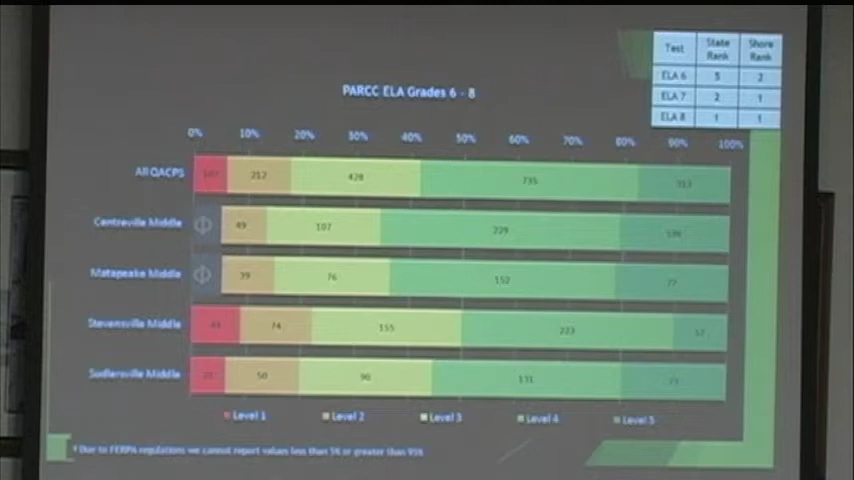 Test State Rank Shore Rank
ELA 6 5 2
ELA 7 2 1
ELA 8 1 1
PARCC ELA Grades 6 - 8
0% 10% 20% 30% 40% 50% 60% 70% 80% 90% 100%
All QACPS 212 428 735
Centreville Middle Φ 49 107 229
Matapeake Middle Φ 39 76 152
Stevensville Middle 74 155 223
Sudlersville Middle 50 90 131
Level 1 Level 2 Level 3 Level 4 Level 5
Due to FERPA regulations we cannot report values less than 5% or greater than 95%